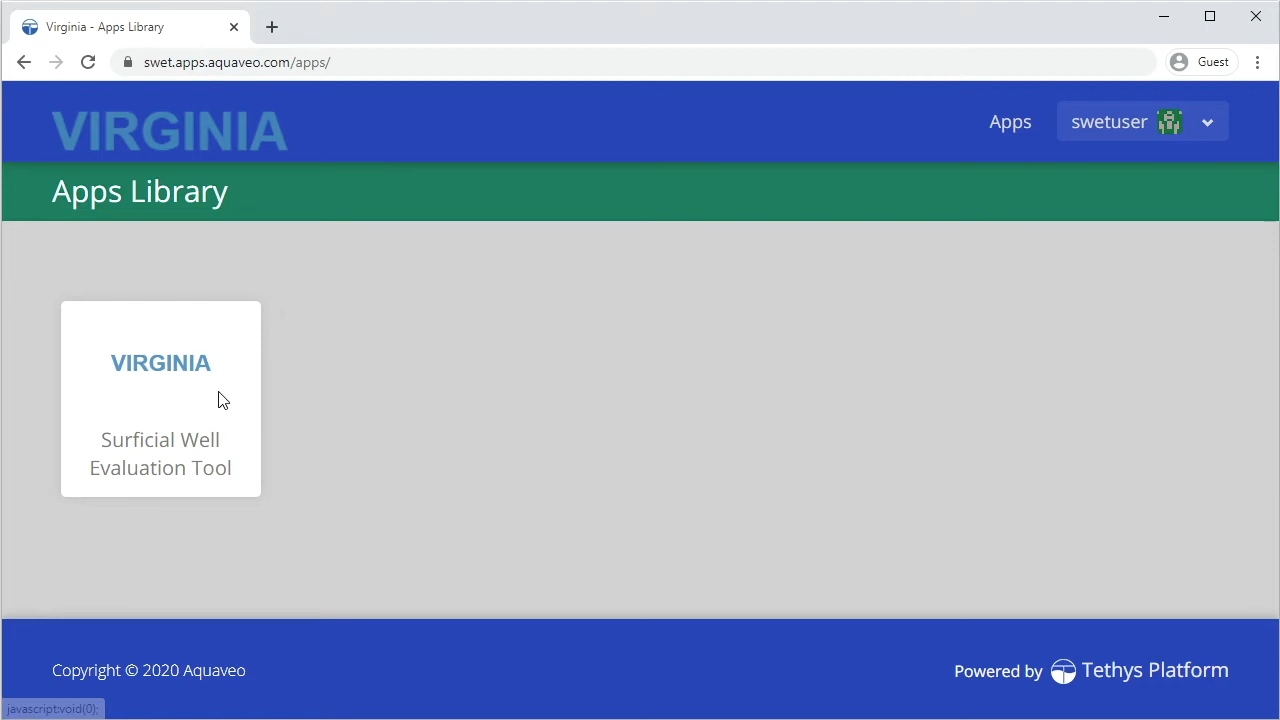 Virginia - Apps Library
swet.apps.aquaveo.com/apps/
Guest
VIRGINIA
Apps
swetuser
Apps Library
VIRGINIA
Surficial Well
Evaluation Tool
Copyright © 2020 Aquaveo
Powered by Tethys Platform
javascript:void(0);